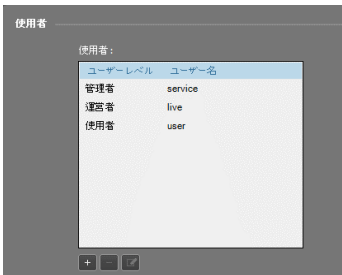 使用者
使用者 :
ユーザーレベル ユーザー名
管理者 service
運営者 live
使用者 user